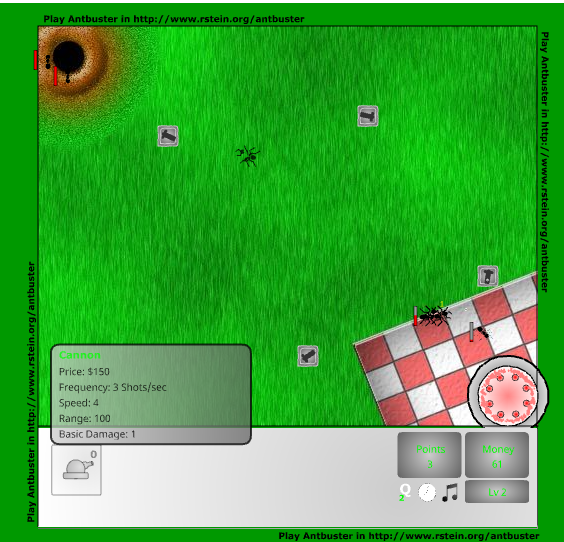 Play Antbuster in http://www.rstein.org/antbuster
Play Antbuster in http://www.rstein.org/antbuster
Play Antbuster in http://www.rstein.org/antbuster
Cannon
Price: $150
Frequency: 3 Shots/sec
Speed: 4
Range: 100
Basic Damage: 1
0
Points
3
Money
61
Q
2
Lv 2
Play Antbuster in http://www.rstein.org/antbuster